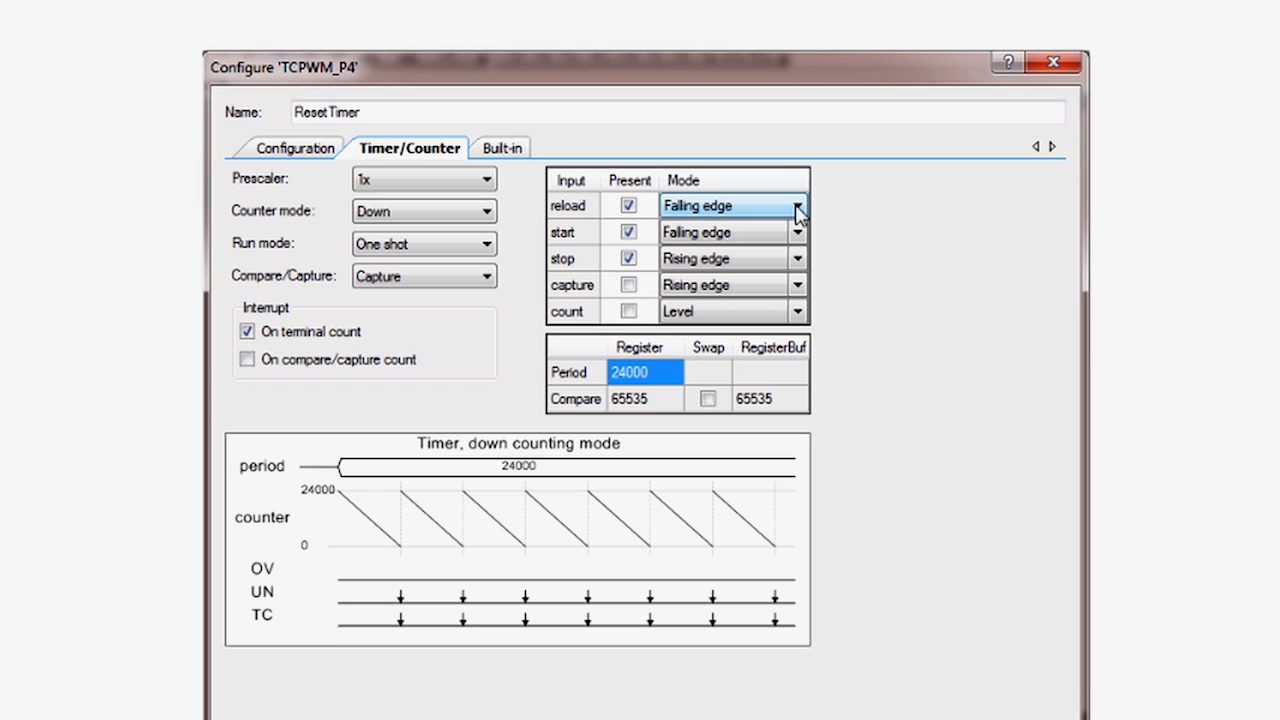 Configure 'TCPWM_P4'
Name: ResetTimer
Configuration Timer/Counter Built-in
Prescaler: 1x
Counter mode: Down
Run mode: One shot
Compare/Capture: Capture
Interrupt
On terminal count
On compare/capture count
Input Present Mode
reload Falling edge
start Falling edge
stop Rising edge
capture Rising edge
count Level
Register Swap RegisterBuf
Period 24000
Compare 65535 65535
Timer, down counting mode
period 24000
24000
counter
0
OV
UN
TC